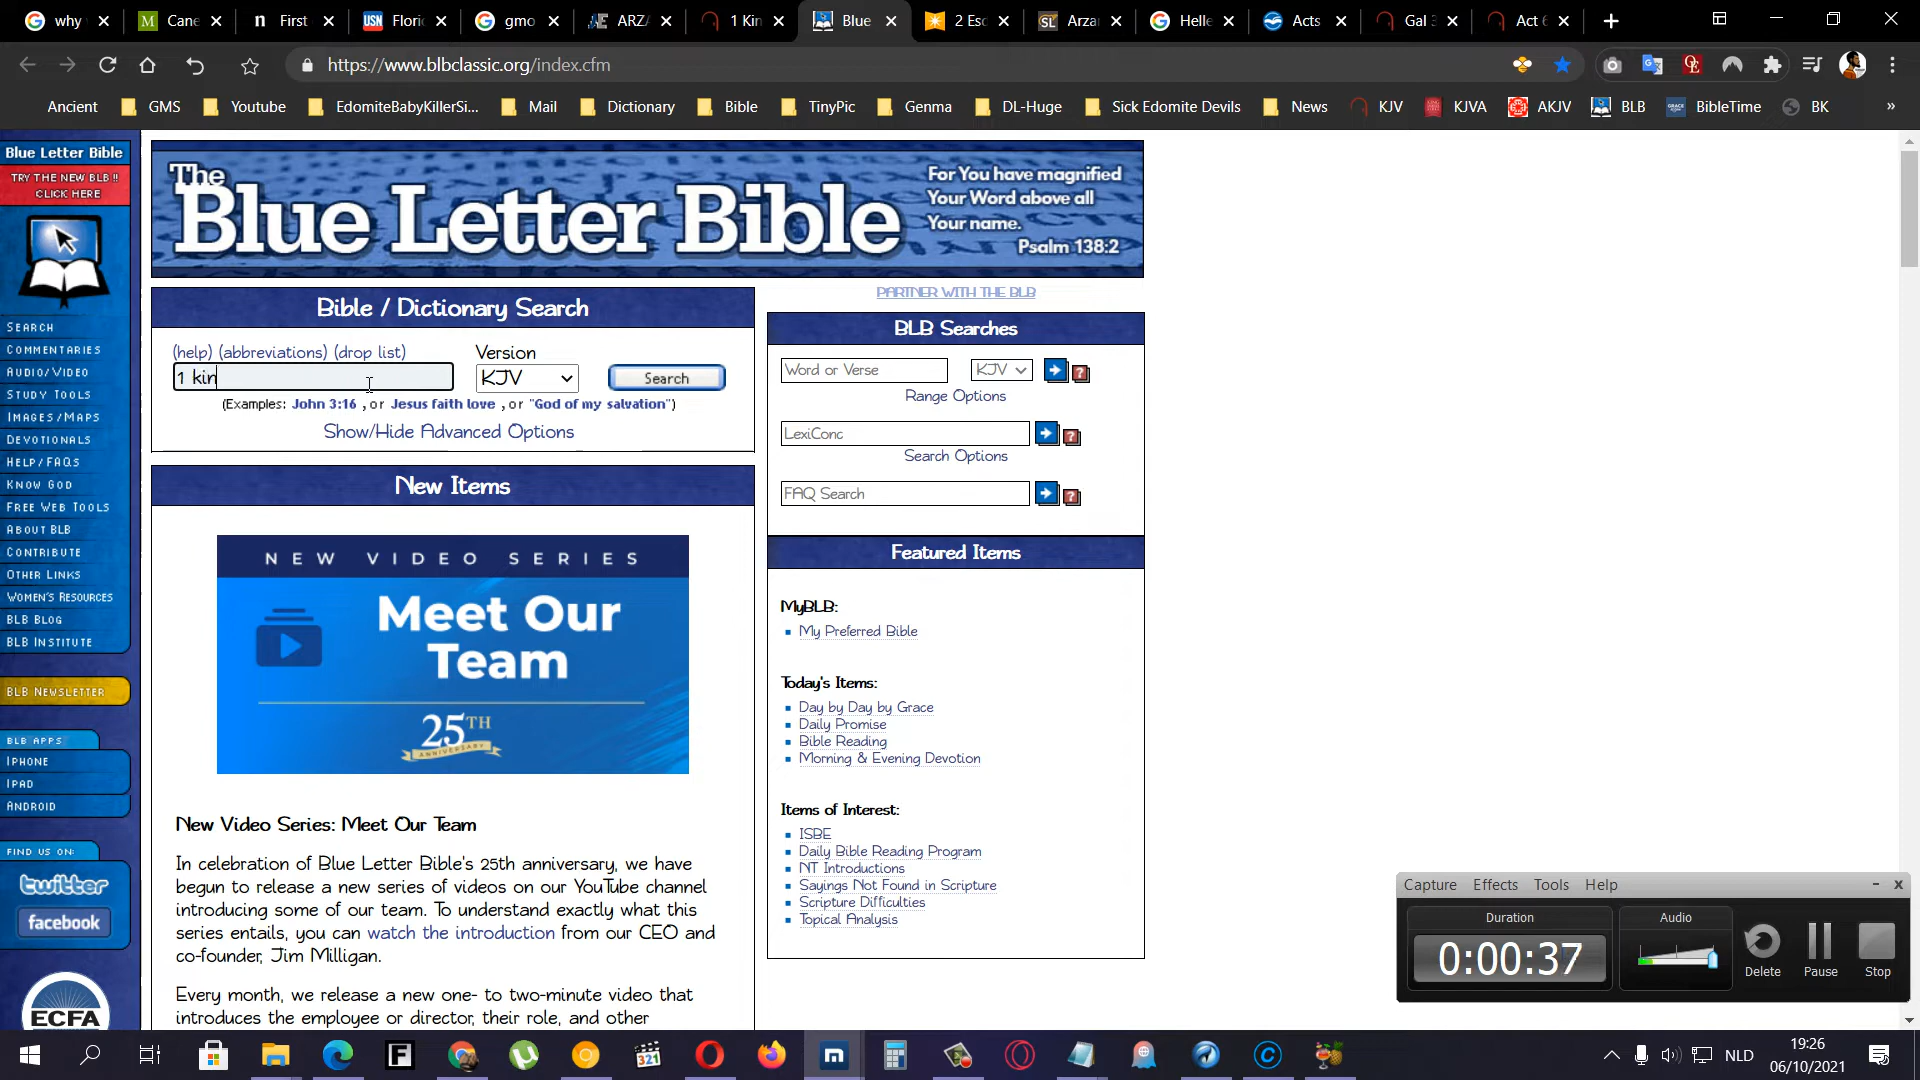 why
Cane
First
Floric
gmo
ARZA
1 Kin
Blue
2 Esc
Arzar
Helle
Acts
Gal 3
Act 6
https://www.blbclassic.org/index.cfm
Ancient
GMS
Youtube
EdomiteBabyKillerSi...
Mail
Dictionary
Bible
TinyPic
Genma
DL-Huge
Sick Edomite Devils
News
KJV
KJVA
AKJV
BLB
BibleTime
BK
»
Blue Letter Bible
TRY THE NEW BLB !!
CLICK HERE
SEARCH
COMMENTARIES
AUDIO/VIDEO
STUDY TOOLS
IMAGES/MAPS
DEVOTIONALS
HELP/FAQS
KNOW GOD
FREE WEB TOOLS
ABOUT BLB
CONTRIBUTE
OTHER LINKS
WOMEN'S RESOURCES
BLB BLOG
BLB INSTITUTE
BLB NEWSLETTER
BLB APPS
IPHONE
IPAD
ANDROID
FIND US ON:
twitter
facebook
ECFA
The
Blue Letter Bible
For You have magnified
Your Word above all
Your name.
Psalm 138:2
Bible / Dictionary Search
(help) (abbreviations) (drop list)
Version
1 kin
KJV
Search
(Examples: John 3:16 , or Jesus faith love , or "God of my salvation")
Show/Hide Advanced Options
New Items
NEW VIDEO SERIES
Meet Our
Team
25TH
ANNIVERSARY
New Video Series: Meet Our Team
In celebration of Blue Letter Bible's 25th anniversary, we have
begun to release a new series of videos on our YouTube channel
introducing some of our team. To understand exactly what this
series entails, you can watch the introduction from our CEO and
co-founder, Jim Milligan.
Every month, we release a new one- to two-minute video that
introduces the employee or director, their role, and other
PARTNER WITH THE BLB
BLB Searches
Word or Verse
KJV
Range Options
LexiConc
Search Options
FAQ Search
Featured Items
MyBLB:
My Preferred Bible
Today's Items:
Day by Day by Grace
Daily Promise
Bible Reading
Morning & Evening Devotion
Items of Interest:
ISBE
Daily Bible Reading Program
NT Introductions
Sayings Not Found in Scripture
Scripture Difficulties
Topical Analysis
Capture Effects Tools Help
Duration
0:00:37
Audio
Delete
Pause
Stop
NLD
19:26
06/10/2021